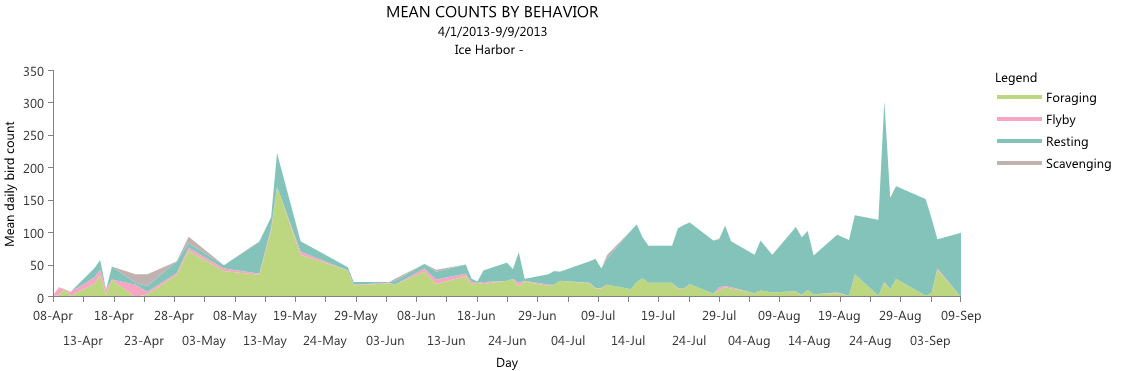 MEAN COUNTS BY BEHAVIOR
4/1/2013-9/9/2013
Ice Harbor -
Legend
Foraging
Flyby
Resting
Scavenging
Mean daily bird count
350
300
250
200
150
100
50
0
08-Apr 18-Apr 28-Apr 08-May 19-May 29-May 08-Jun 18-Jun 29-Jun 09-Jul 19-Jul 29-Jul 09-Aug 19-Aug 29-Aug 09-Sep
13-Apr 23-Apr 03-May 13-May 24-May 03-Jun 13-Jun 24-Jun 04-Jul 14-Jul 24-Jul 04-Aug 14-Aug 24-Aug 03-Sep
Day